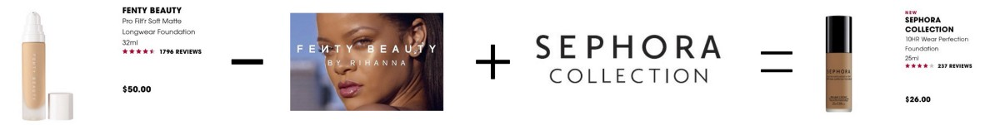 FENTY BEAUTY
Pro Filt'r Soft Matte
Longwear Foundation
32ml
1796 REVIEWS
$50.00
FENTY BEAUTY
BY RIHANNA
SEPHORA
COLLECTION
SEPHORA
NEW
SEPHORA
COLLECTION
10HR Wear Perfection
Foundation
25ml
237 REVIEWS
$26.00